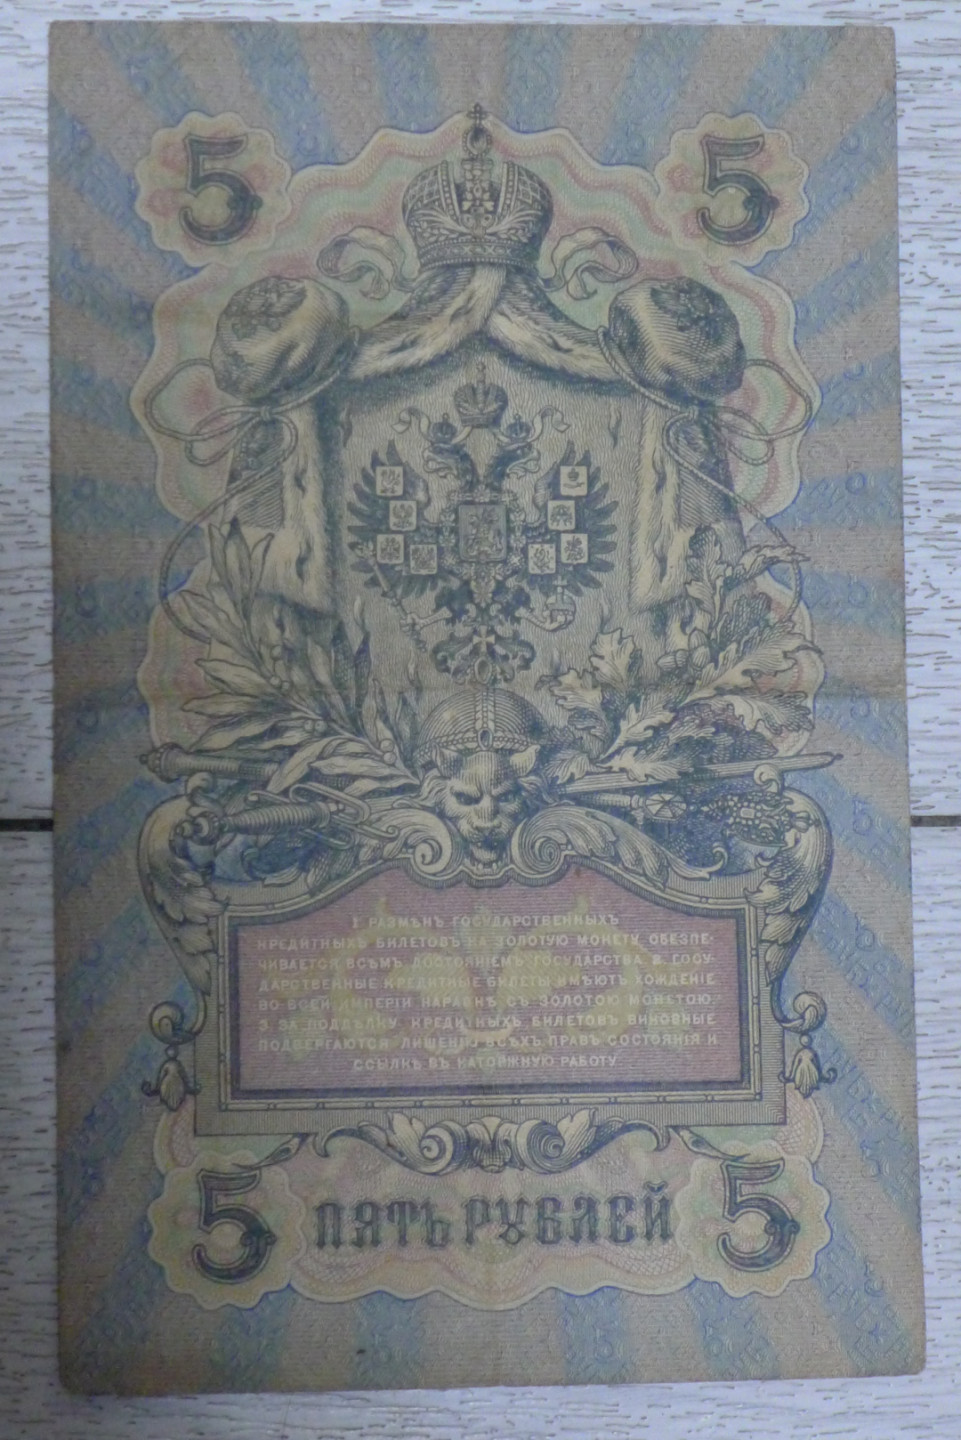 5 5
1 РАЗМѢНЪ ГОСУДАРСТВЕННЫХЪ
КРЕДИТНЫХЪ БИЛЕТОВЪ НА ЗОЛОТУЮ МОНЕТУ ОБЕЗПЕ-
ЧИВАЕТСЯ ВСѢМЪ ДОСТОЯНІЕМЪ ГОСУДАРСТВА. 2. ГОСУ-
ДАРСТВЕННЫЕ КРЕДИТНЫЕ БИЛЕТЫ ИМѢЮТЪ ХОЖДЕНІЕ
ВО ВСЕЙ ИМПЕРІИ НАРАВНѢ СЪ ЗОЛОТОЮ МОНЕТОЮ.
3. ЗА ПОДДѢЛКУ КРЕДИТНЫХЪ БИЛЕТОВЪ ВИНОВНЫЕ
ПОДВЕРГАЮТСЯ ЛИШЕНІЮ ВСѢХЪ ПРАВЪ СОСТОЯНІЯ И
ССЫЛКѢ ВЪ КАТОРЖНУЮ РАБОТУ
5 ПЯТЬ РУБЛЕЙ 5